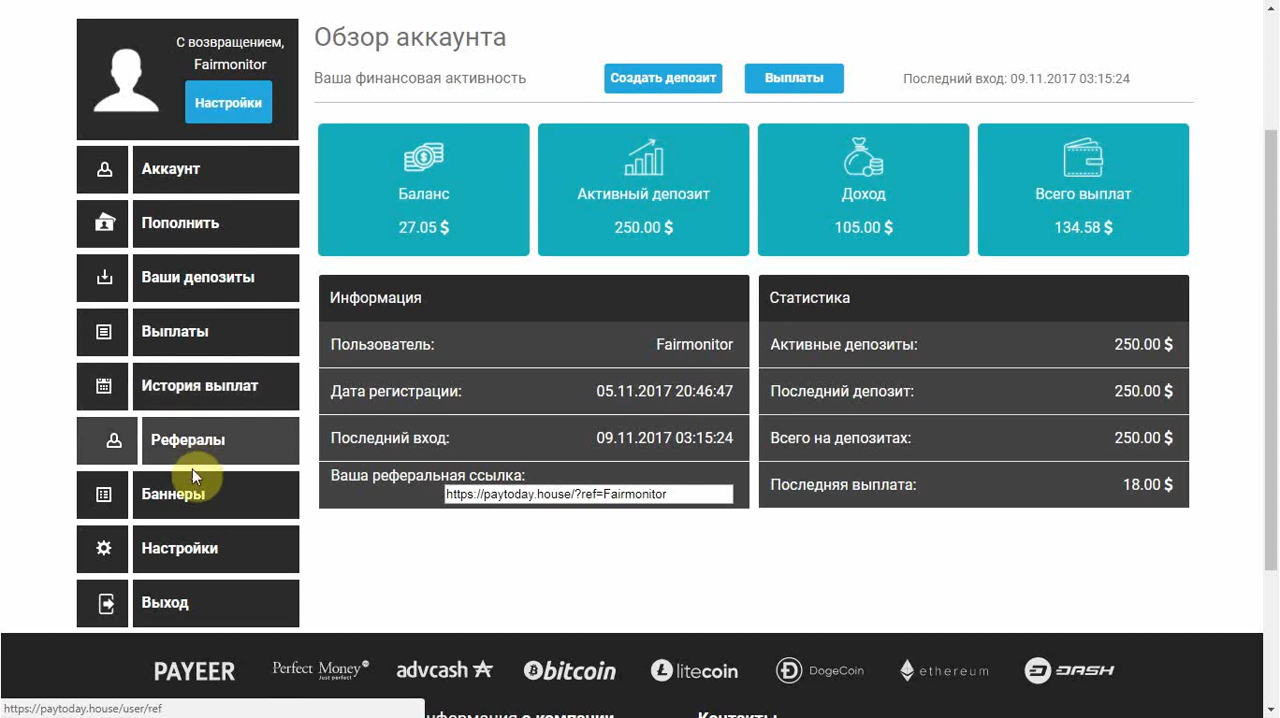 С возвращением,
Fairmonitor
Настройки
Аккаунт
Пополнить
Ваши депозиты
Выплаты
История выплат
Рефералы
Баннеры
Настройки
Выход
Обзор аккаунта
Ваша финансовая активность
Создать депозит
Выплаты
Последний вход: 09.11.2017 03:15:24
Баланс
27.05 $
Активный депозит
250.00 $
Доход
105.00 $
Всего выплат
134.58 $
Информация
Пользователь: Fairmonitor
Дата регистрации: 05.11.2017 20:46:47
Последний вход: 09.11.2017 03:15:24
Ваша реферальная ссылка:
https://paytoday.house/?ref=Fairmonitor
Статистика
Активные депозиты: 250.00 $
Последний депозит: 250.00 $
Всего на депозитах: 250.00 $
Последняя выплата: 18.00 $
PAYEER
Perfect Money
Just perfect
advcash
bitcoin
litecoin
DogeCoin
ethereum
DASH
https://paytoday.house/user/ref